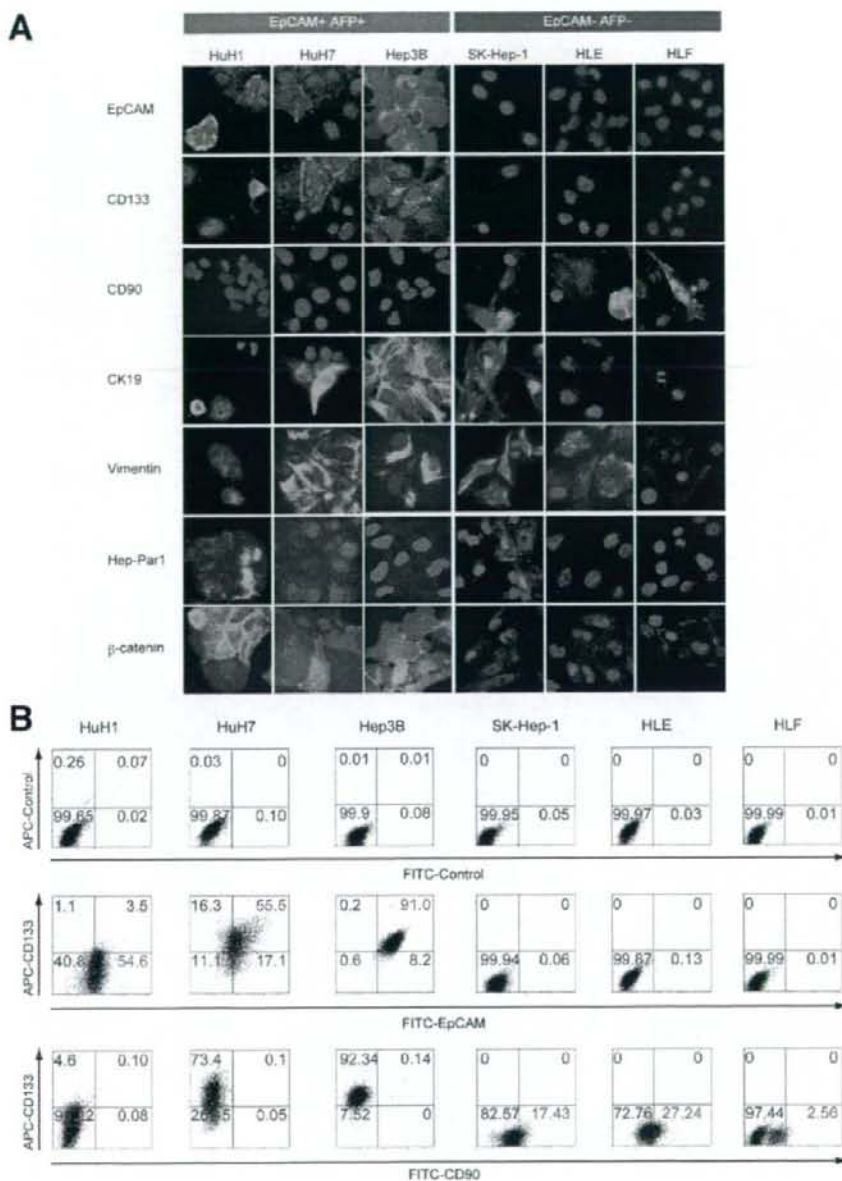 A
EpCAM+ AFP+ EpCAM- AFP-
HuH1 HuH7 Hep3B SK-Hep-1 HLE HLF
EpCAM
CD133
CD90
CK19
Vimentin
Hep-Par1
β-catenin
B
HuH1 HuH7 Hep3B SK-Hep-1 HLE HLF
APC-Control
0.26 0.07 0.03 0 0.01 0.01 0 0 0 0 0 0
99.65 0.02 99.87 0.10 99.9 0.08 99.95 0.05 99.97 0.03 99.99 0.01
FITC-Control
APC-CD133
1.1 3.5 16.3 55.5 0.2 91.0 0 0 0 0 0 0
40.8 54.6 11.1 17.1 0.6 8.2 99.94 0.06 99.87 0.13 99.99 0.01
FITC-EpCAM
APC-CD133
4.6 0.10 73.4 0.1 92.34 0.14 0 0 0 0 0 0
0.08 0.05 7.52 0 82.57 17.43 72.76 27.24 97.44 2.56
FITC-CD90